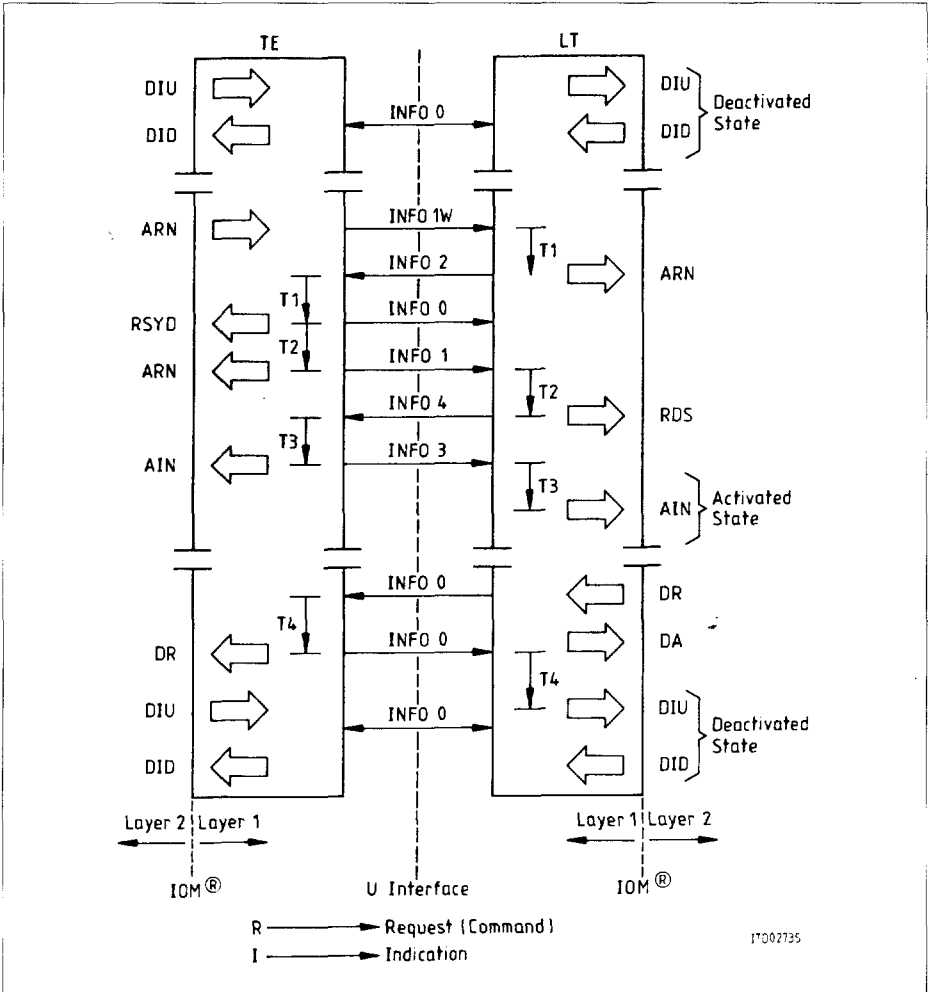 TE LT
DIU DIU
INFO 0 Deactivated
DID DID State
ARN INFO 1W
T1
INFO 2 ARN
T1
RSYD INFO 0
T2
ARN INFO 1
T2
INFO 4 RDS
T3
AIN INFO 3
T3 Activated
AIN State
INFO 0 DR
T4
DR INFO 0 DA
T4
DIU DIU
INFO 0 Deactivated
DID DID State
Layer 2 Layer 1 Layer 1 Layer 2
IOM® U Interface IOM®
R Request (Command)
I Indication
IT002735